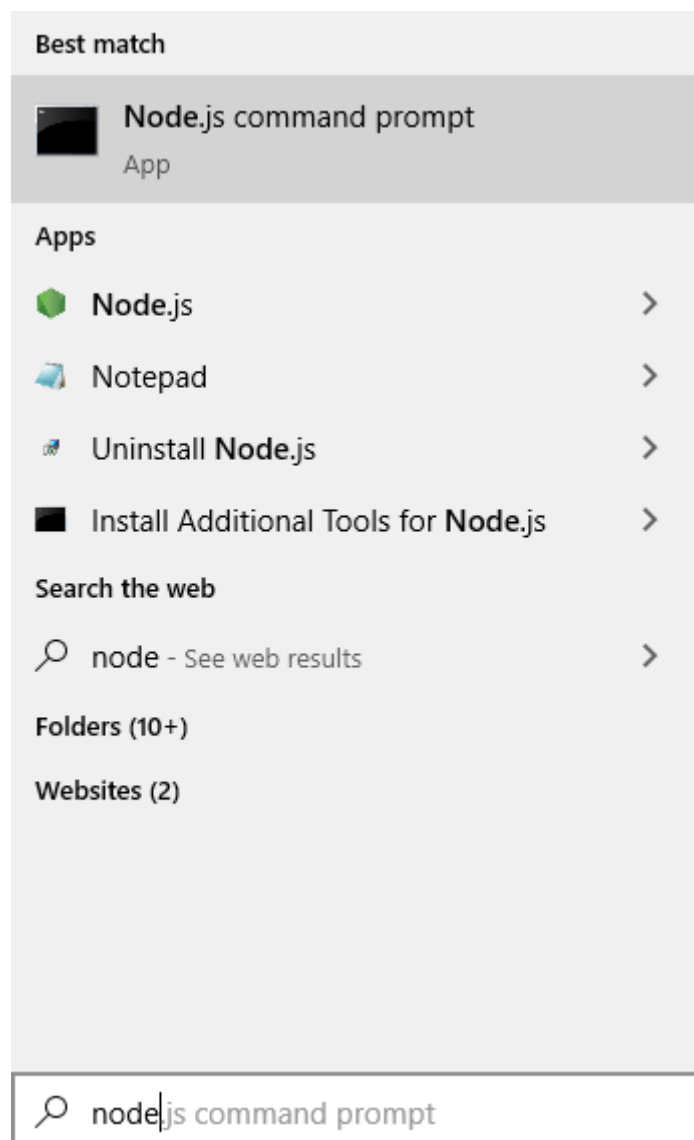 Best match
Node.js command prompt
App
Apps
Node.js
Notepad
Uninstall Node.js
Install Additional Tools for Node.js
Search the web
node - See web results
Folders (10+)
Websites (2)
node.js command prompt